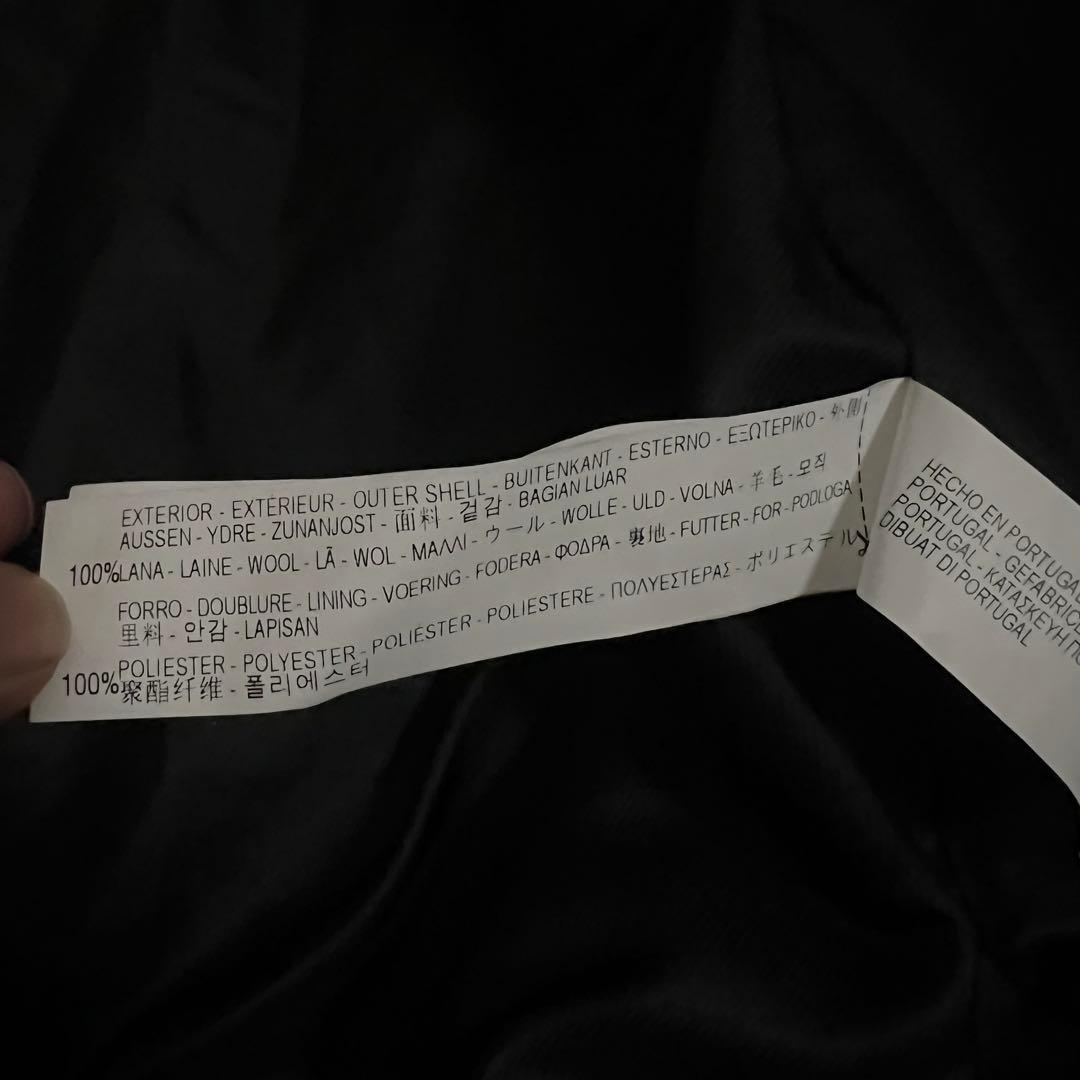 EXTERIOR - EXTÉRIEUR - OUTER SHELL - BUITENKANT - ESTERNO - ΕΞΩΤΕΡΙΚΟ - 外側
AUSSEN - YDRE - ZUNANJOST - 面料 - 겉감 - BAGIAN LUAR
100%LANA - LAINE - WOOL - LÃ - WOL - ΜΑΛΛΙ - ウール - WOLLE - ULD - VOLNA - 羊毛 - 모직
FORRO - DOUBLURE - LINING - VOERING - FODERA - ΦΟΔΡΑ - 裏地 - FUTTER - FOR - PODLOGA
里料 - 안감 - LAPISAN
100%POLIESTER - POLYESTER - POLIÉSTER - POLIESTERE - ΠΟΛΥΕΣΤΕΡΑΣ - ポリエステル
聚酯纤维 - 폴리에스터
HECHO EN PORTUGAL
PORTUGAL - GEFABRICE
PORTUGAL - ΚΑΤΑΣΚΕΥΗ
DIBUAT DI PORTUGAL